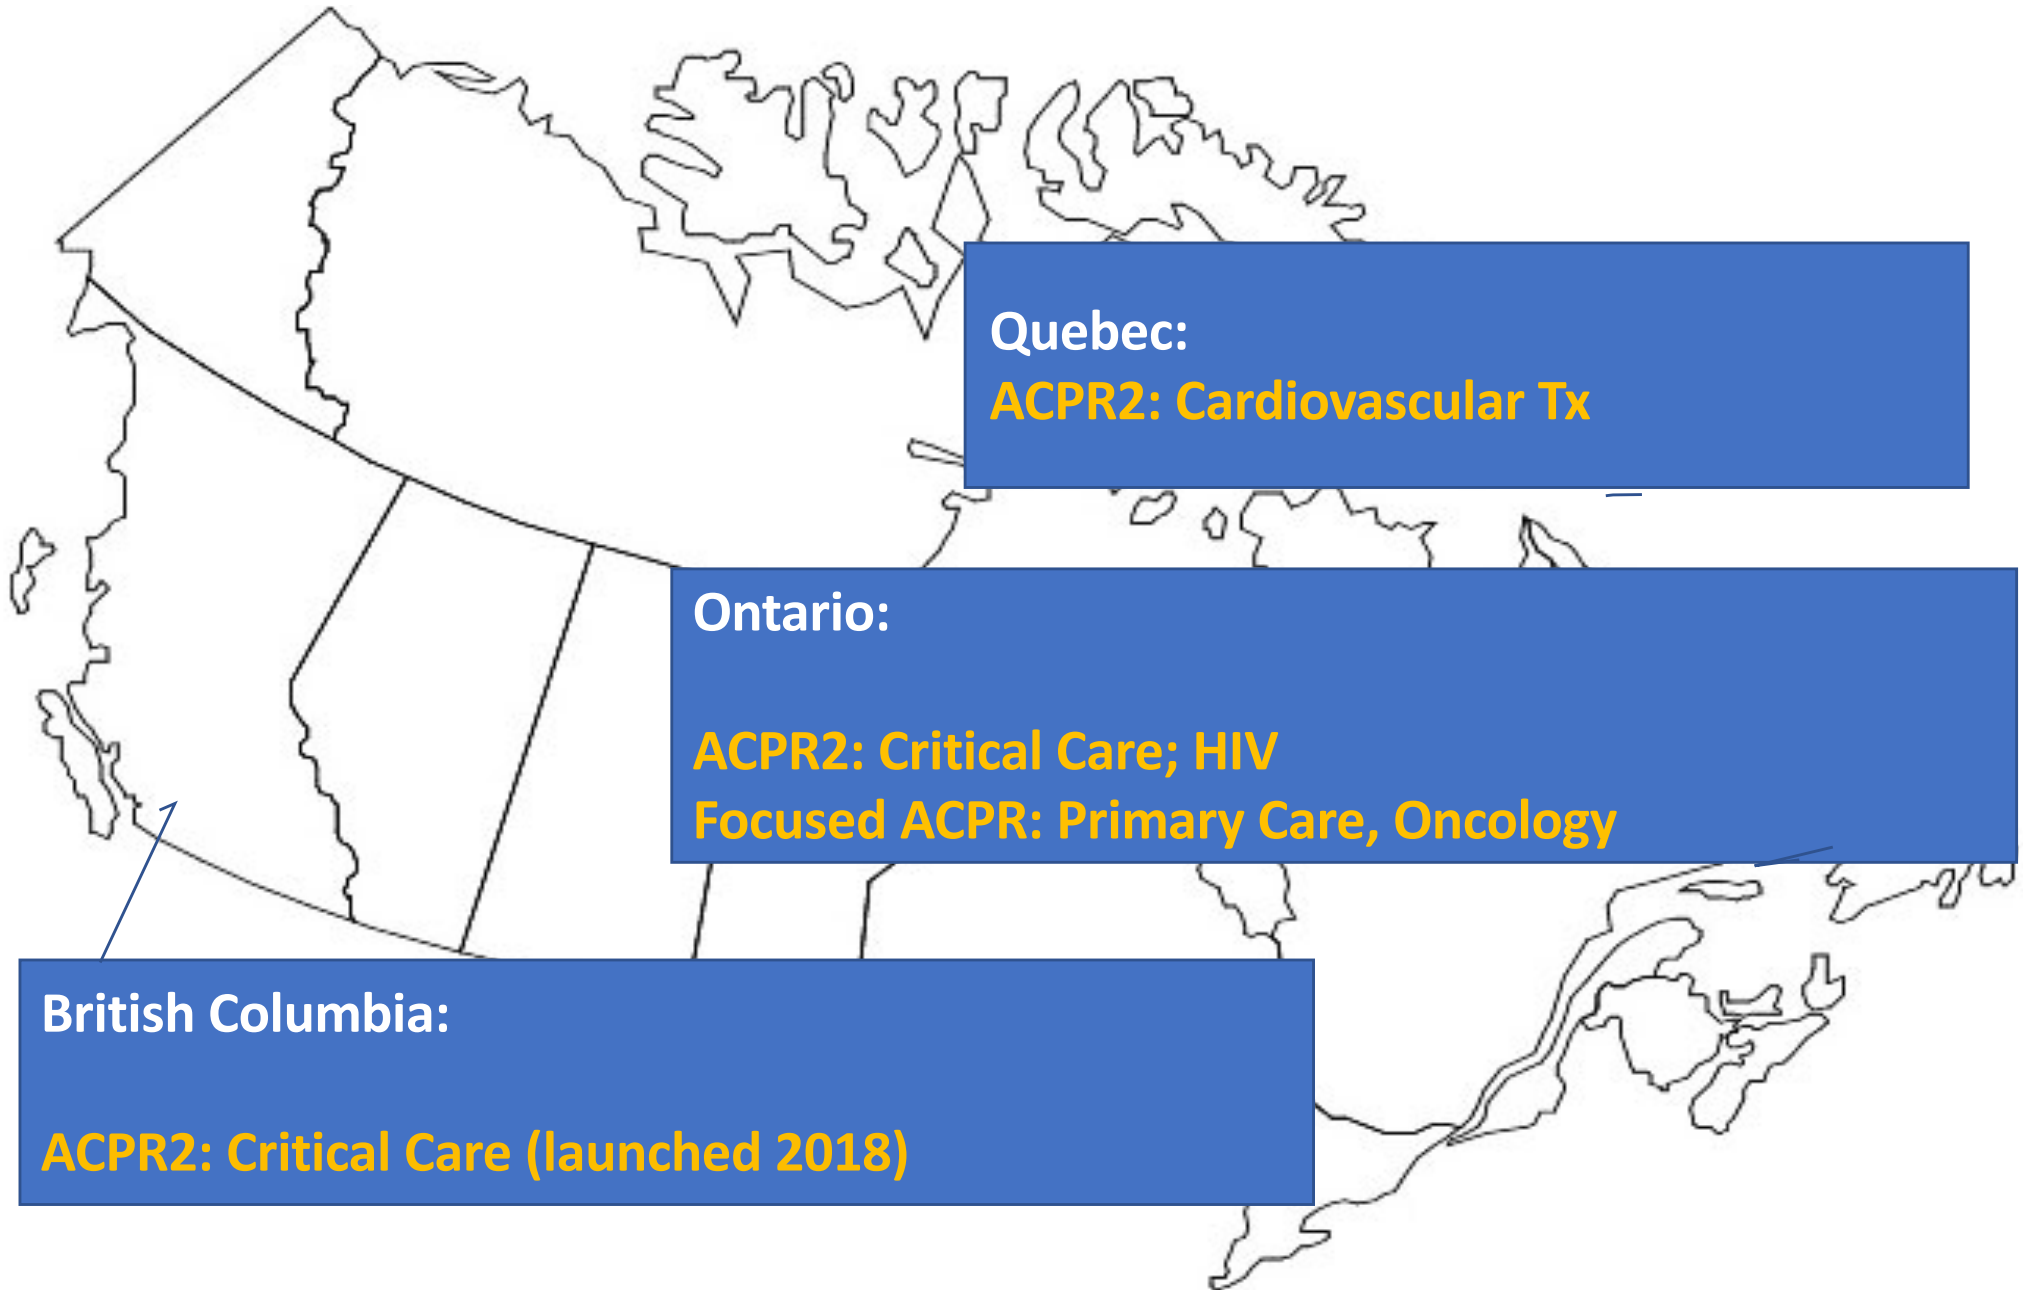 Quebec:
ACPR2: Cardiovascular Tx
Ontario:
ACPR2: Critical Care; HIV
Focused ACPR: Primary Care, Oncology
British Columbia:
ACPR2: Critical Care (launched 2018)